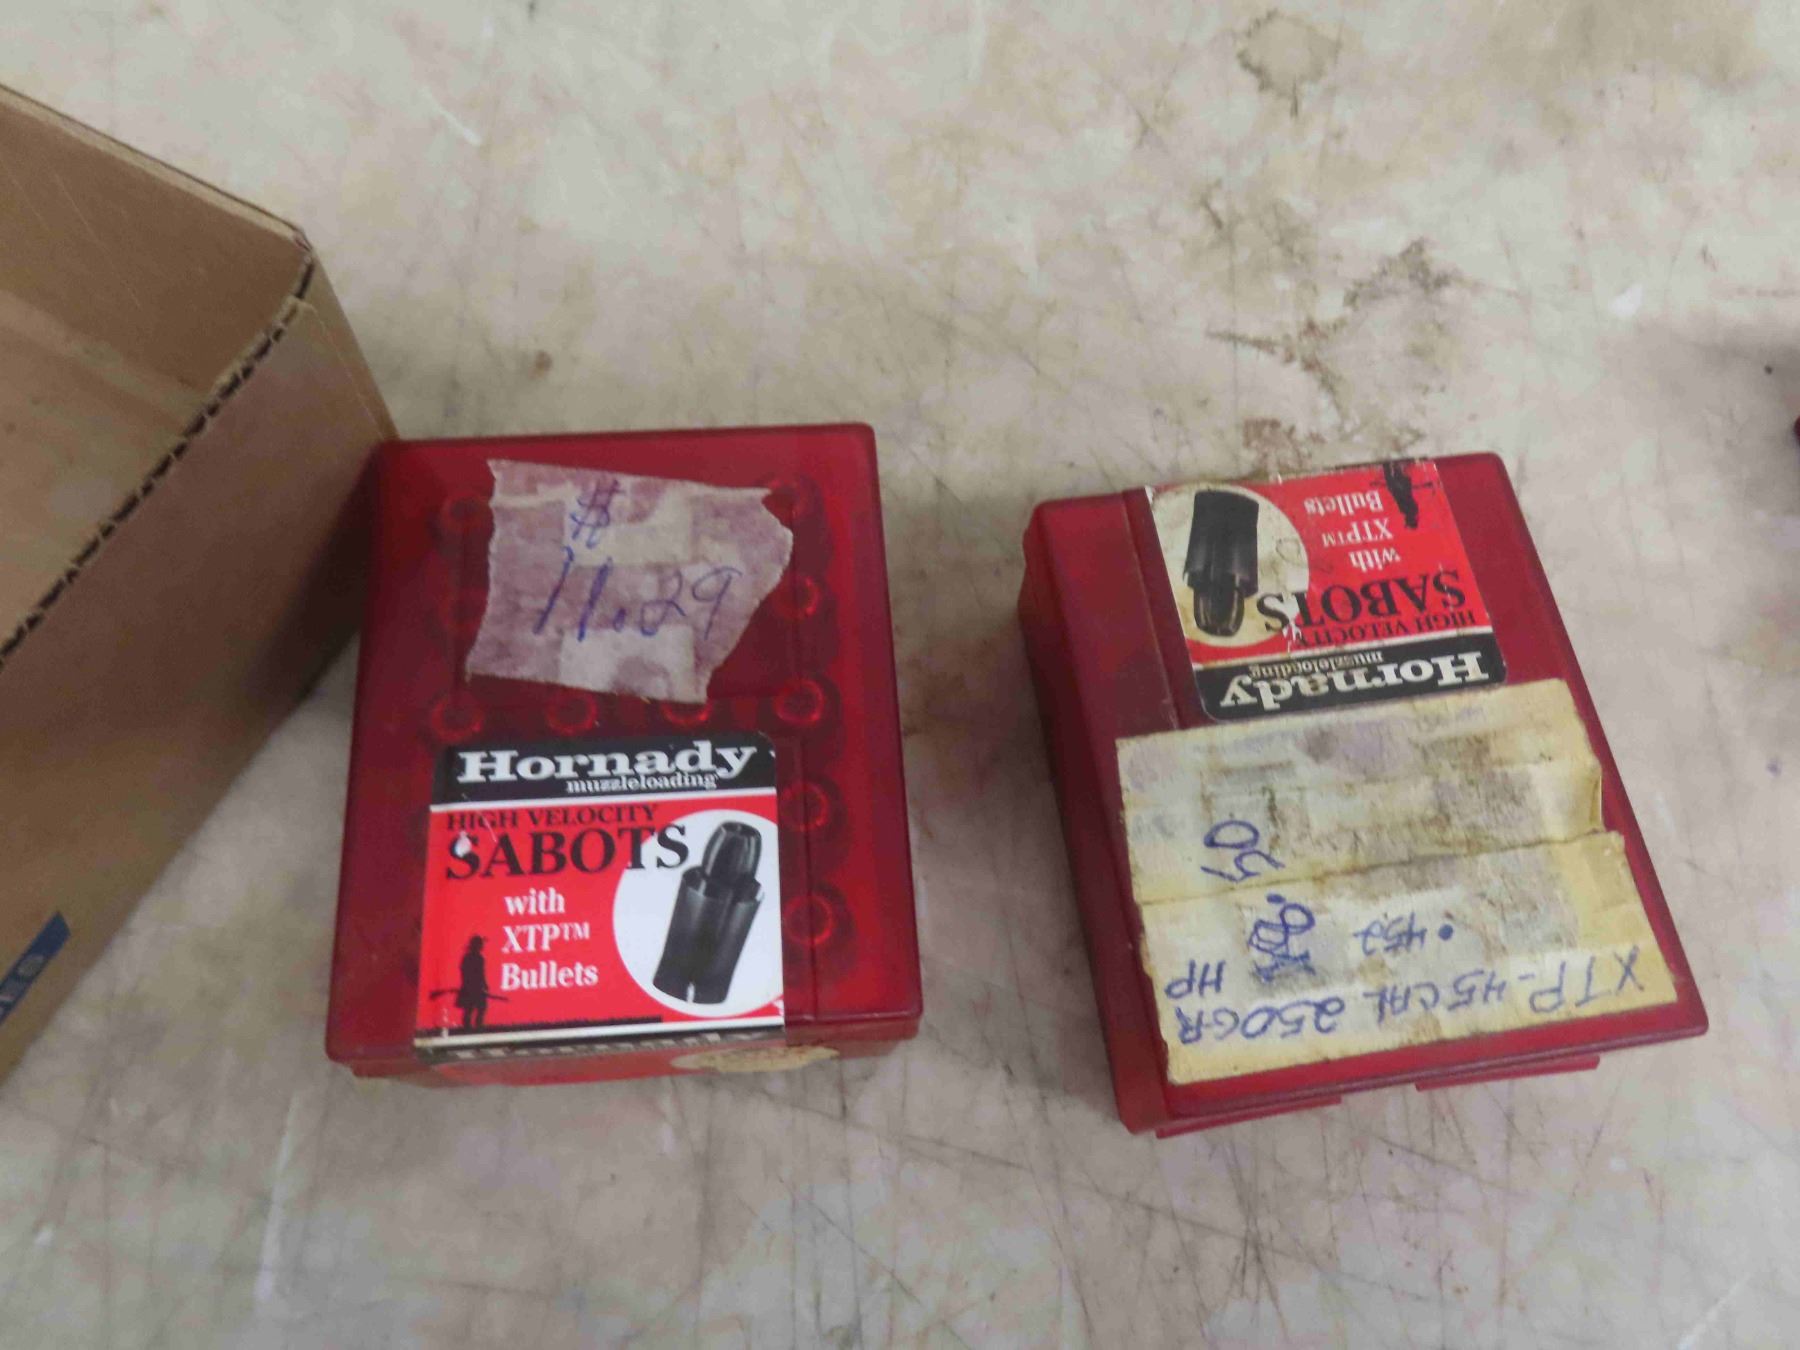 $
11.29
Hornady
muzzleloading
HIGH VELOCITY
SABOTS
with
XTP™
Bullets
Hornady
Hornady
muzzleloading
HIGH VELOCITY
SABOTS
with
XTP™
Bullets
XTP-45 CAL 250GR
.452
HP